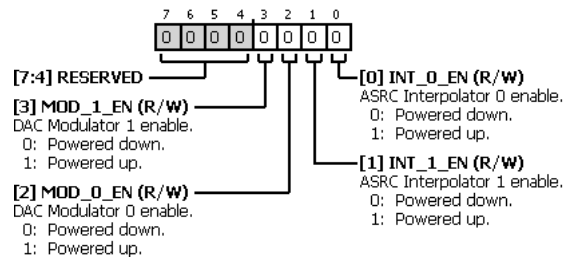 7 6 5 4 3 2 1 0
0 0 0 0 0 0 0 0
[7:4] RESERVED
[3] MOD_1_EN (R/W)
DAC Modulator 1 enable.
0: Powered down.
1: Powered up.
[2] MOD_0_EN (R/W)
DAC Modulator 0 enable.
0: Powered down.
1: Powered up.
[0] INT_0_EN (R/W)
ASRC Interpolator 0 enable.
0: Powered down.
1: Powered up.
[1] INT_1_EN (R/W)
ASRC Interpolator 1 enable.
0: Powered down.
1: Powered up.